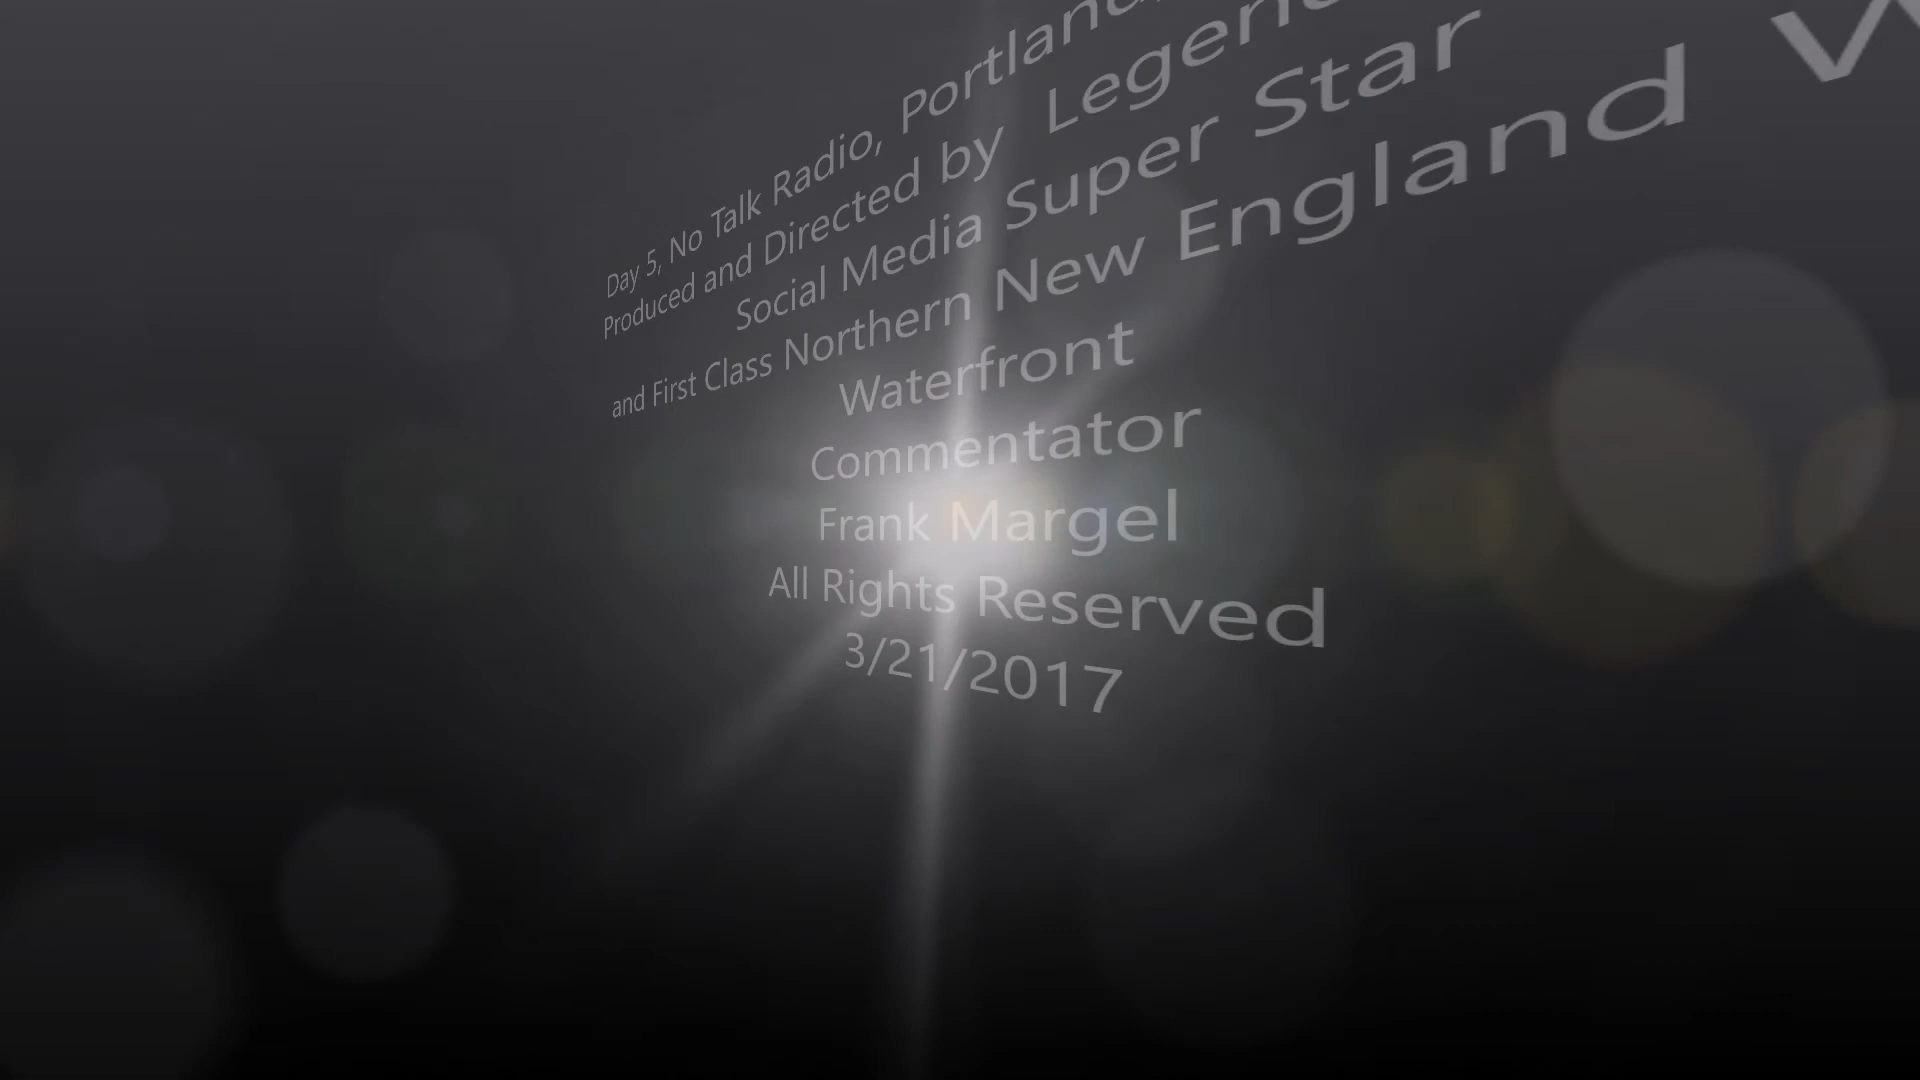 Day 5, No Talk Radio, Portland
Produced and Directed by Legen
Social Media Super Star
and First Class Northern New England W
Waterfront
Commentator
Frank Margel
All Rights Reserved
3/21/2017